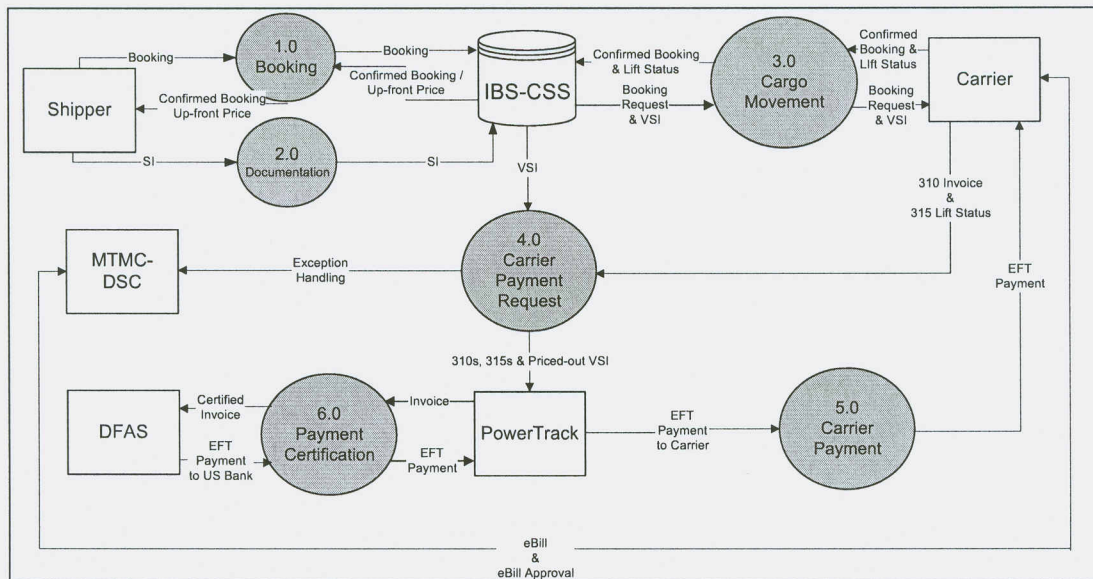 Booking
1.0
Booking
Booking
Confirmed Booking
Up-front Price
Confirmed Booking /
Up-front Price
Shipper
SI
2.0
Documentation
SI
IBS-CSS
Confirmed Booking
& Lift Status
Booking
Request
& VSI
3.0
Cargo
Movement
Confirmed
Booking &
LIft Status
Booking
Request
& VSI
Carrier
VSI
310 Invoice
&
315 Lift Status
MTMC-
DSC
Exception
Handling
4.0
Carrier
Payment
Request
EFT
Payment
310s, 315s & Priced-out VSI
DFAS
Certified
Invoice
EFT
Payment
to US Bank
6.0
Payment
Certification
Invoice
EFT
Payment
PowerTrack
EFT
Payment
to Carrier
5.0
Carrier
Payment
eBill
&
eBill Approval